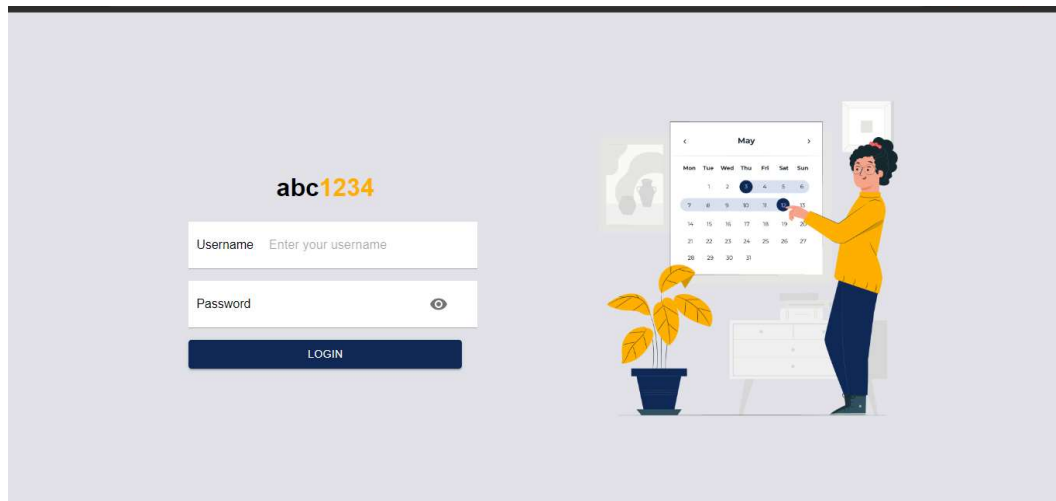 abc1234
Username Enter your username
Password
LOGIN
‹ May ›
Mon Tue Wed Thu Fri Sat Sun
1 2 3 4 5 6
7 8 9 10 11 12 13
14 15 16 17 18 19 20
21 22 23 24 25 26 27
28 29 30 31